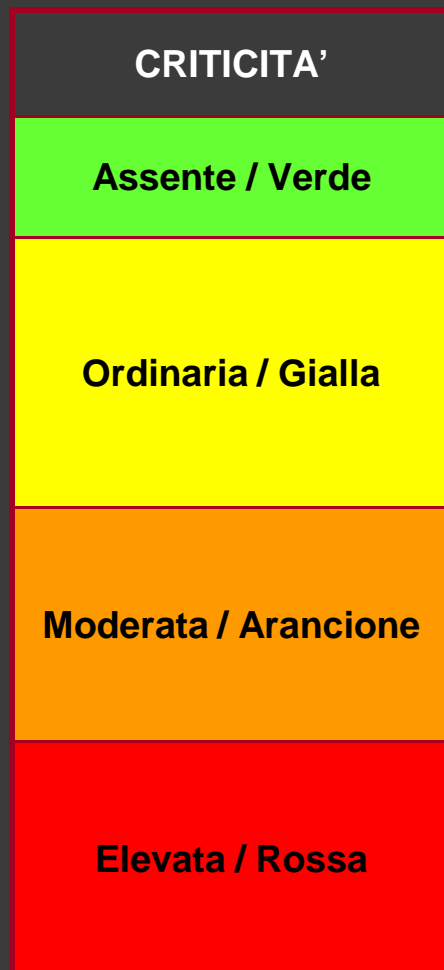 CRITICITA’
Assente / Verde
Ordinaria / Gialla
Moderata / Arancione
Elevata / Rossa